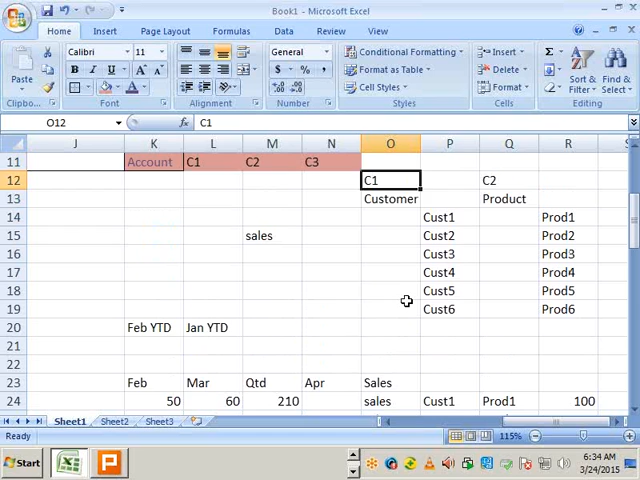 Book1 - Microsoft Excel
Home Insert Page Layout Formulas Data Review View
Calibri 11 General Conditional Formatting Insert Σ
Paste B I U A A $ % , Format as Table Delete Sort & Find &
A Cell Styles Format Filter Select
Clipboard Font Alignment Number Styles Cells Editing
O12 fx C1
J K L M N O P Q R
11 Account C1 C2 C3
12 C1 C2
13 Customer Product
14 Cust1 Prod1
15 sales Cust2 Prod2
16 Cust3 Prod3
17 Cust4 Prod4
18 Cust5 Prod5
19 Cust6 Prod6
20 Feb YTD Jan YTD
21
22
23 Feb Mar Qtd Apr Sales
24 50 60 210 sales Cust1 Prod1 100
Sheet1 Sheet2 Sheet3
Ready 115%
Start 6:34 AM
3/24/2015